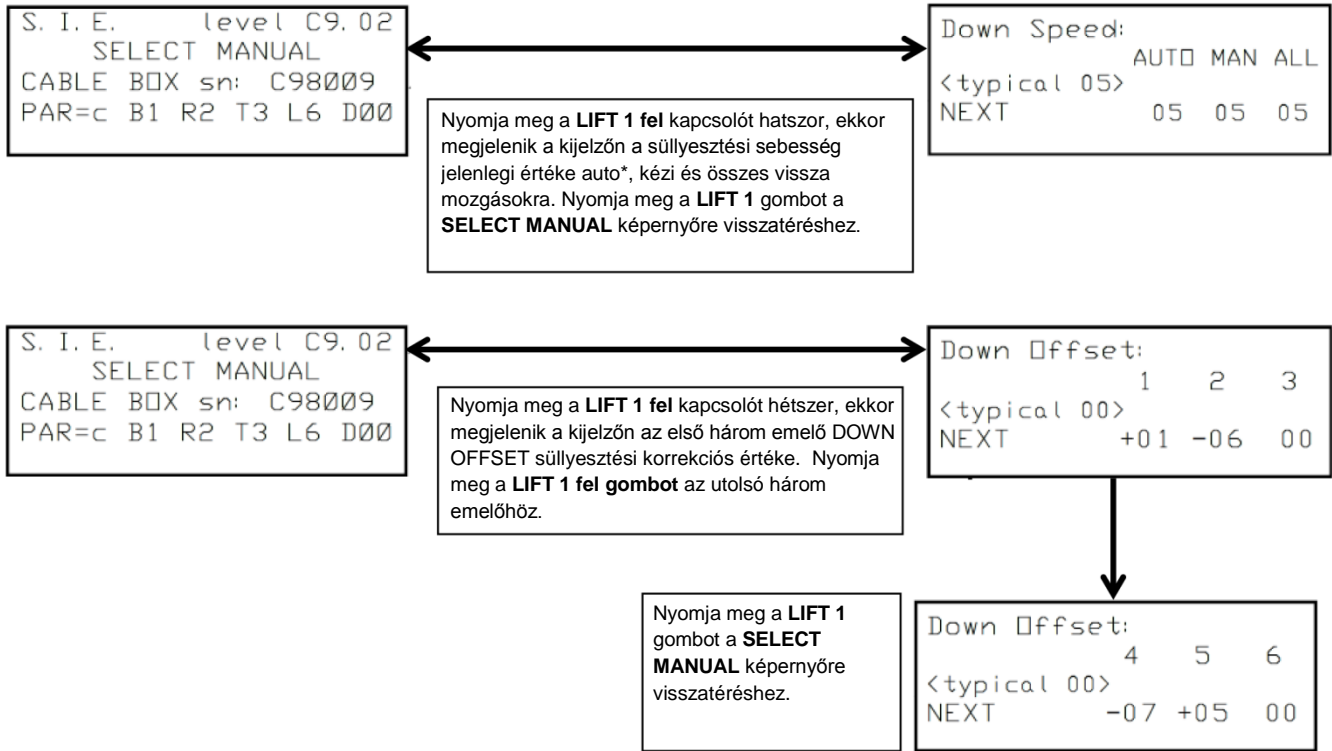 S. I. E. level C9.02
SELECT MANUAL
CABLE BOX sn: C98009
PAR=c B1 R2 T3 L6 D00
Nyomja meg a LIFT 1 fel kapcsolót hatszor, ekkor
megjelenik a kijelzőn a süllyesztési sebesség
jelenlegi értéke auto*, kézi és összes vissza
mozgásokra. Nyomja meg a LIFT 1 gombot a
SELECT MANUAL képernyőre visszatéréshez.
Down Speed:
AUTO MAN ALL
<typical 05>
NEXT 05 05 05
S. I. E. level C9.02
SELECT MANUAL
CABLE BOX sn: C98009
PAR=c B1 R2 T3 L6 D00
Nyomja meg a LIFT 1 fel kapcsolót hétszer, ekkor
megjelenik a kijelzőn az első három emelő DOWN
OFFSET süllyesztési korrekciós értéke. Nyomja
meg a LIFT 1 fel gombot az utolsó három
emelőhöz.
Down Offset:
1 2 3
<typical 00>
NEXT +01 -06 00
Nyomja meg a LIFT 1
gombot a SELECT
MANUAL képernyőre
visszatéréshez.
Down Offset:
4 5 6
<typical 00>
NEXT -07 +05 00